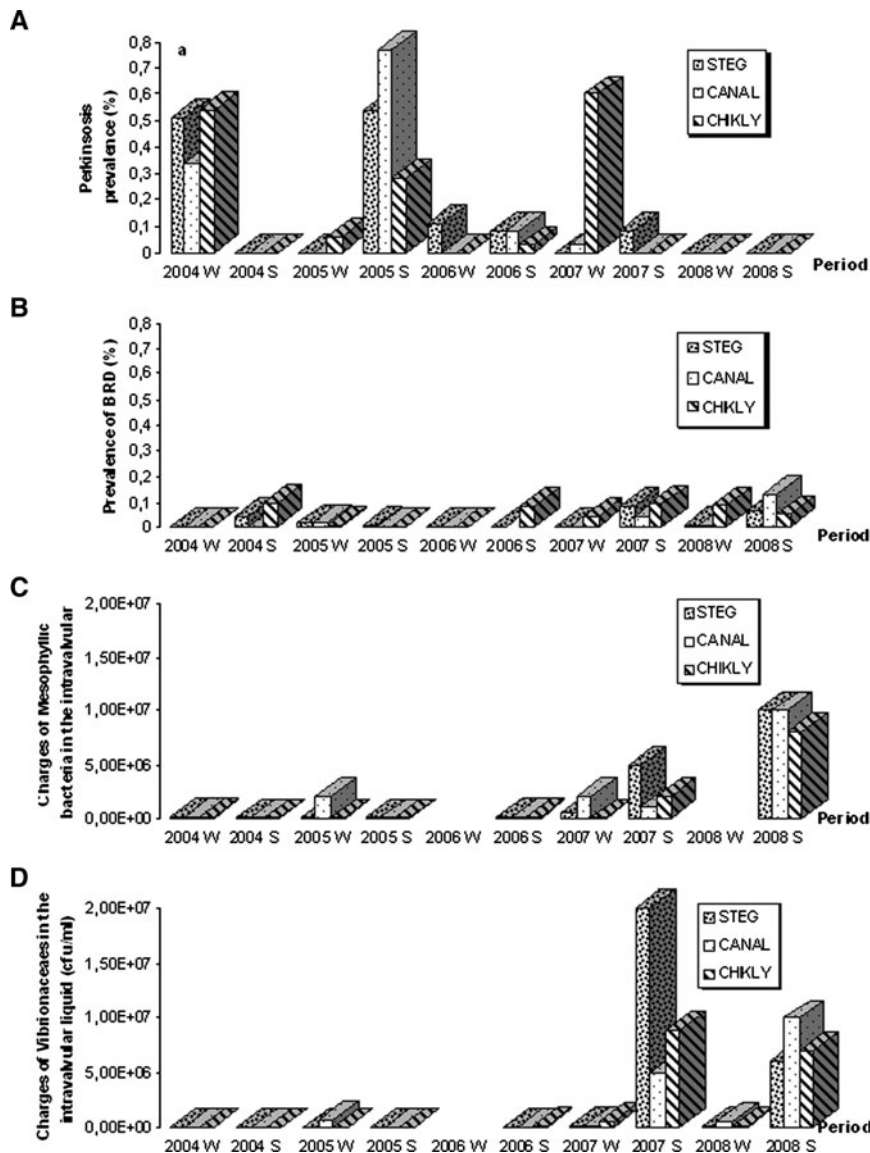 A
a
Perkinsosis
prevalence (%)
0,8
0,7
0,6
0,5
0,4
0,3
0,2
0,1
0
STEG
CANAL
CHIKLY
2004 W 2004 S 2005 W 2005 S 2006 W 2006 S 2007 W 2007 S 2008 W 2008 S
Period
B
Prevalence of BRD (%)
0,8
0,7
0,6
0,5
0,4
0,3
0,2
0,1
0
STEG
CANAL
CHIKLY
2004 W 2004 S 2005 W 2005 S 2006 W 2006 S 2007 W 2007 S 2008 W 2008 S
Period
C
Charges of Mesophyllic
bacteria in the intravalvular
2,00E+07
1,50E+07
1,00E+07
5,00E+06
0,00E+00
STEG
CANAL
CHIKLY
2004 W 2004 S 2005 W 2005 S 2006 W 2006 S 2007 W 2007 S 2008 W 2008 S
Period
D
Charges of Vibrionaceaes in the
intravalvular liquid (cfu/ml)
2,00E+07
1,50E+07
1,00E+07
5,00E+06
0,00E+00
STEG
CANAL
CHIKLY
2004 W 2004 S 2005 W 2005 S 2006 W 2006 S 2007 W 2007 S 2008 W 2008 S
Period